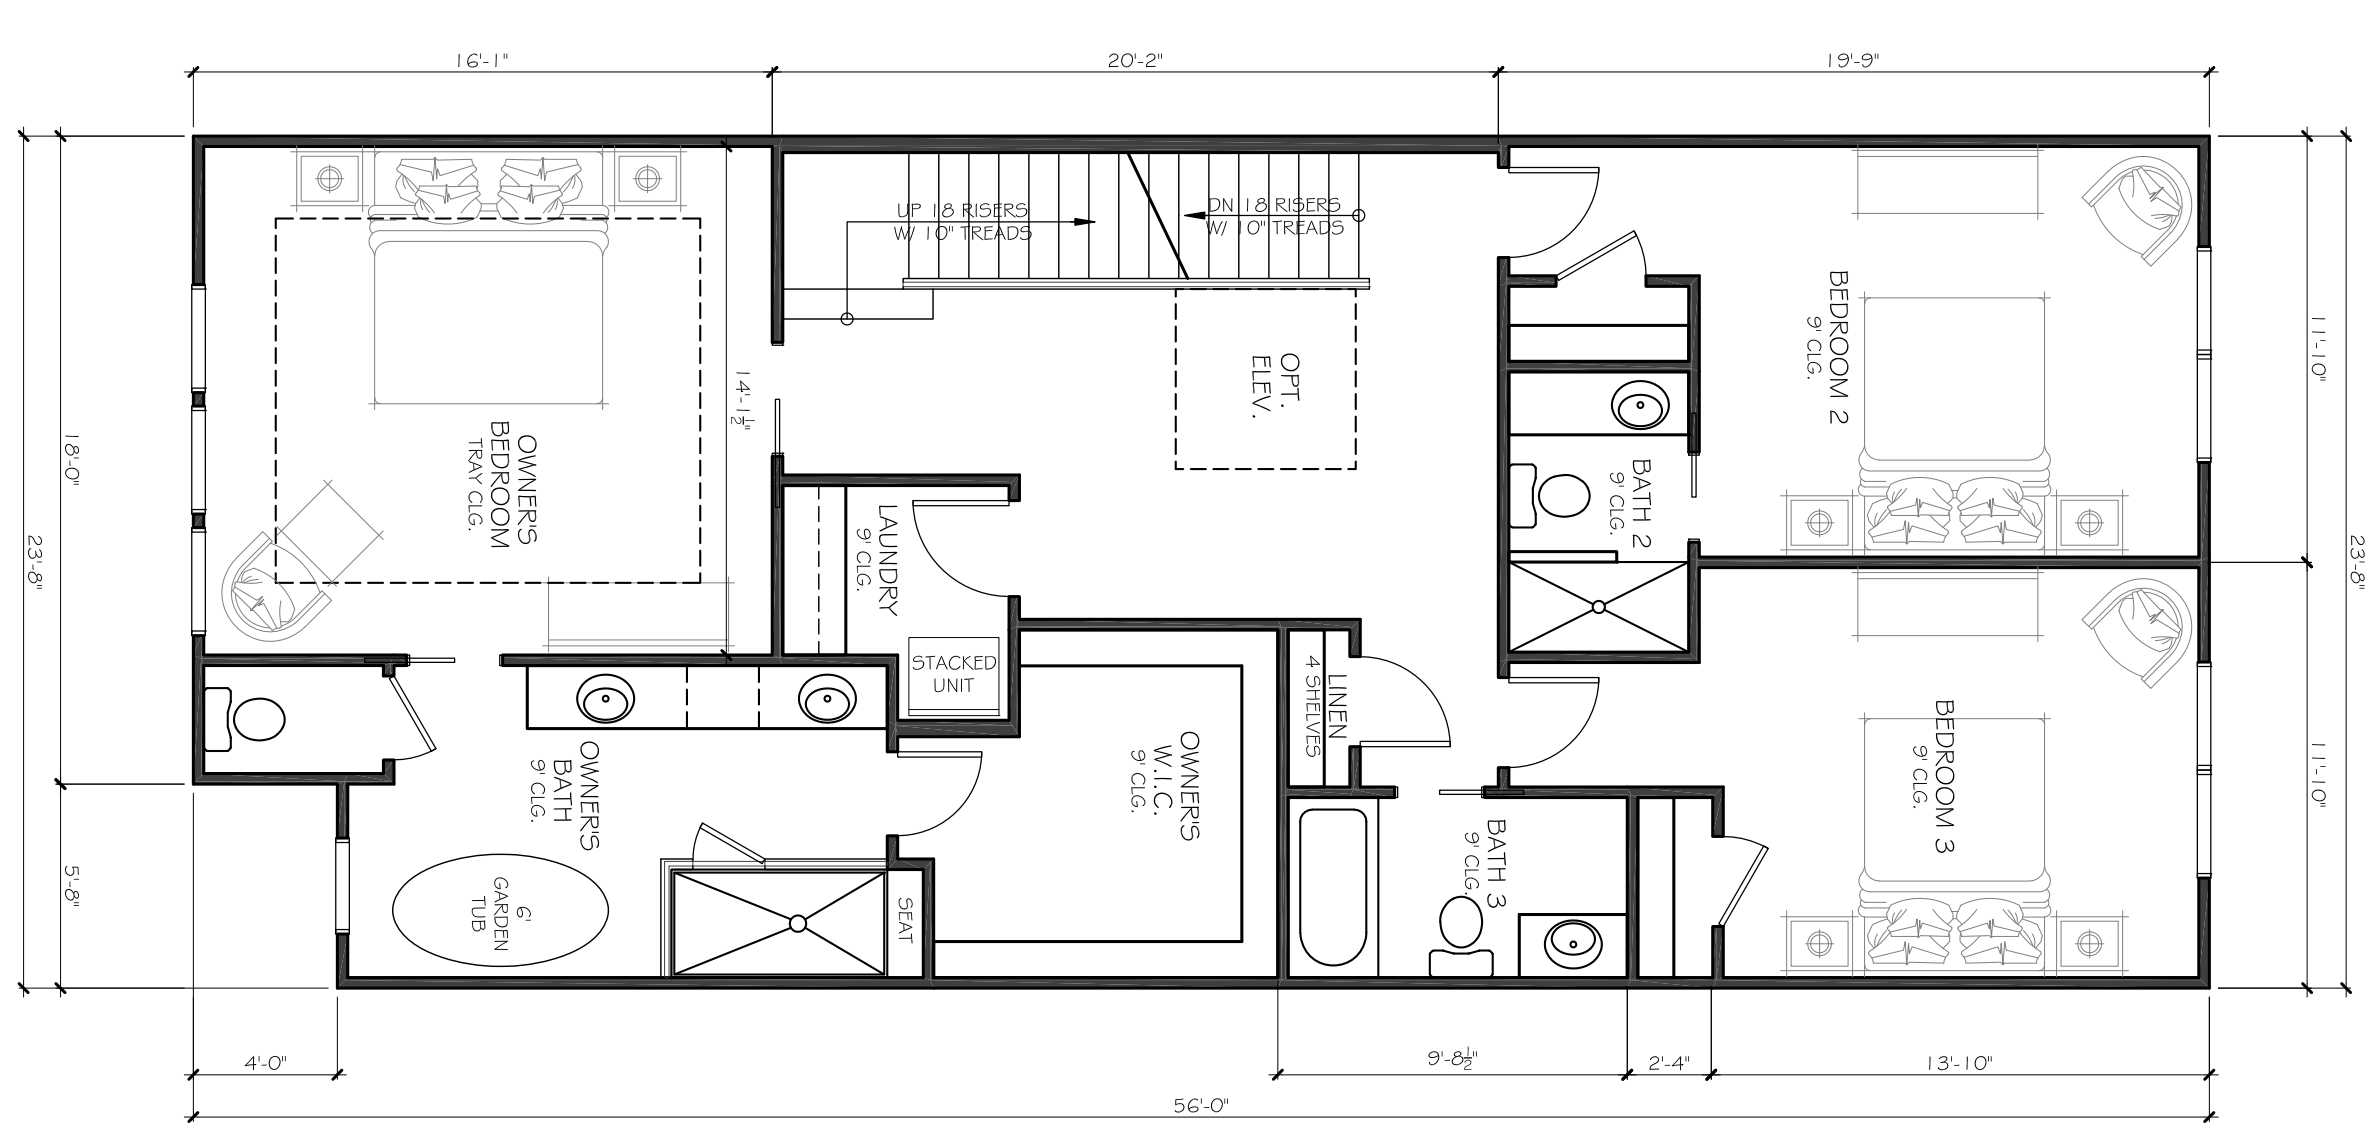 16'-1"
20'-2"
19'-9"
UP 18 RISERS
W/ 10" TREADS
DN 18 RISERS
W/ 10" TREADS
OWNER'S
BEDROOM
TRAY CLG.
14'-1½"
OPT.
ELEV.
BEDROOM 2
9' CLG.
11'-10"
23'-8"
18'-0"
23'-8"
LAUNDRY
9' CLG.
STACKED
UNIT
BATH 2
9' CLG.
LINEN
4 SHELVES
OWNER'S
BATH
9' CLG.
OWNER'S
W.I.C.
9' CLG.
BEDROOM 3
9' CLG.
11'-10"
5'-8"
6'
GARDEN
TUB
SEAT
BATH 3
9' CLG.
4'-0"
9'-8½"
2'-4"
13'-10"
56'-0"